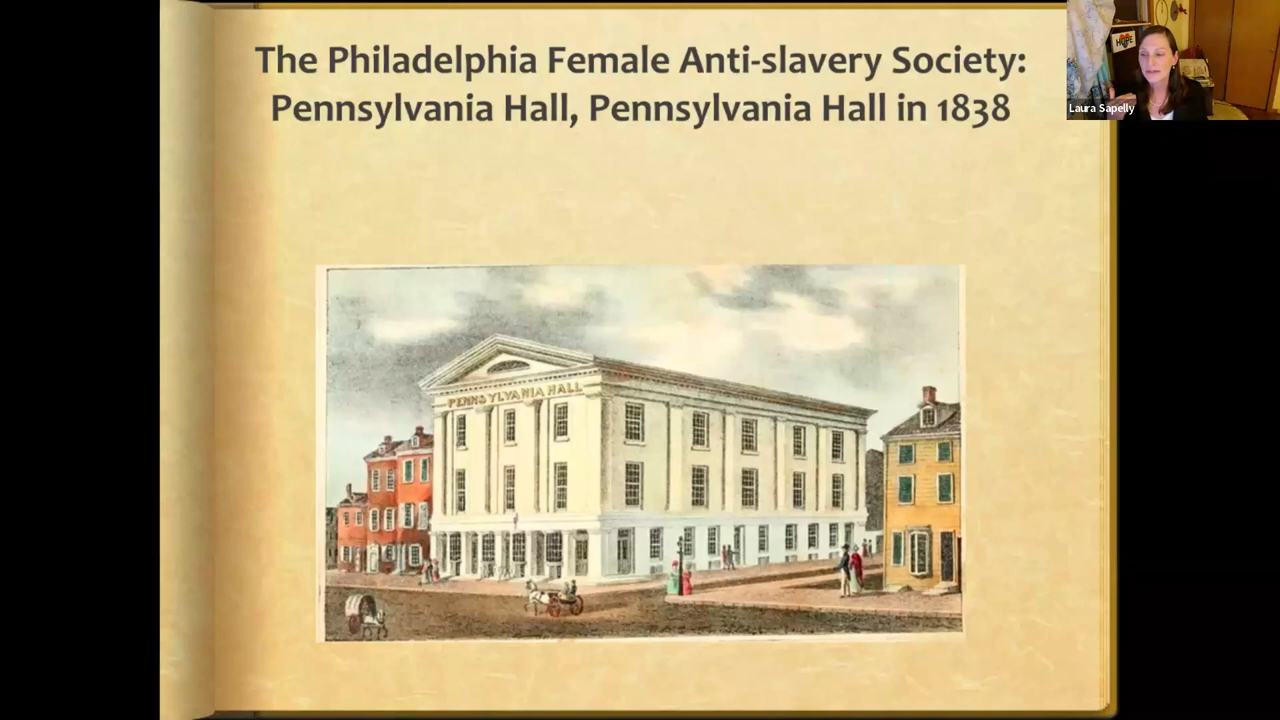 The Philadelphia Female Anti-slavery Society:
Pennsylvania Hall, Pennsylvania Hall in 1838
HOPE
Laura Sapelly
PENNSYLVANIA HALL